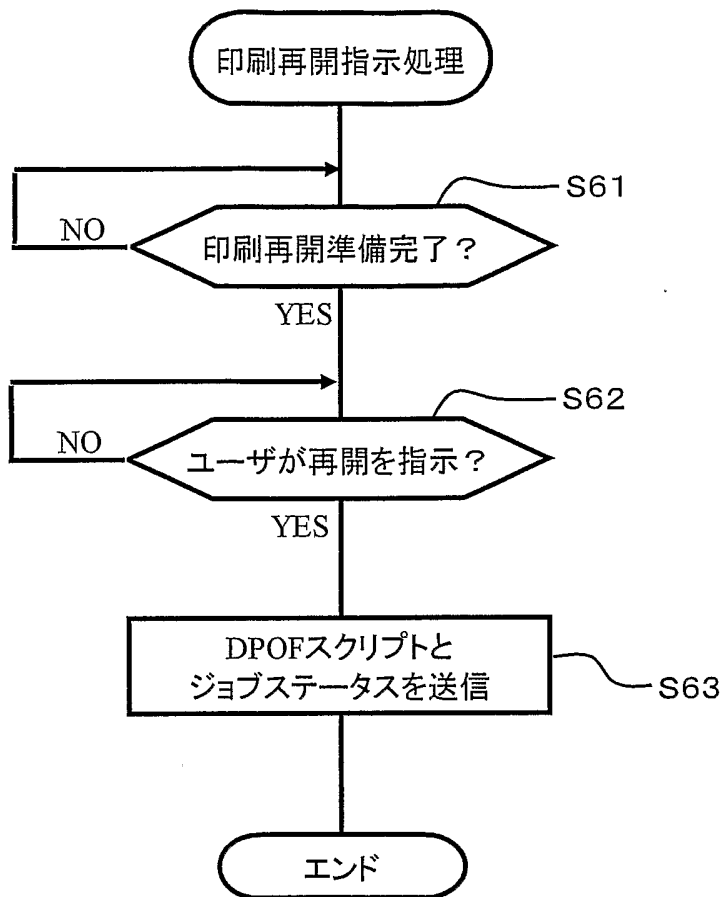 印刷再開指示処理
S61
NO
印刷再開準備完了？
YES
S62
NO
ユーザが再開を指示？
YES
DPOFスクリプトと
ジョブステータスを送信
S63
エンド